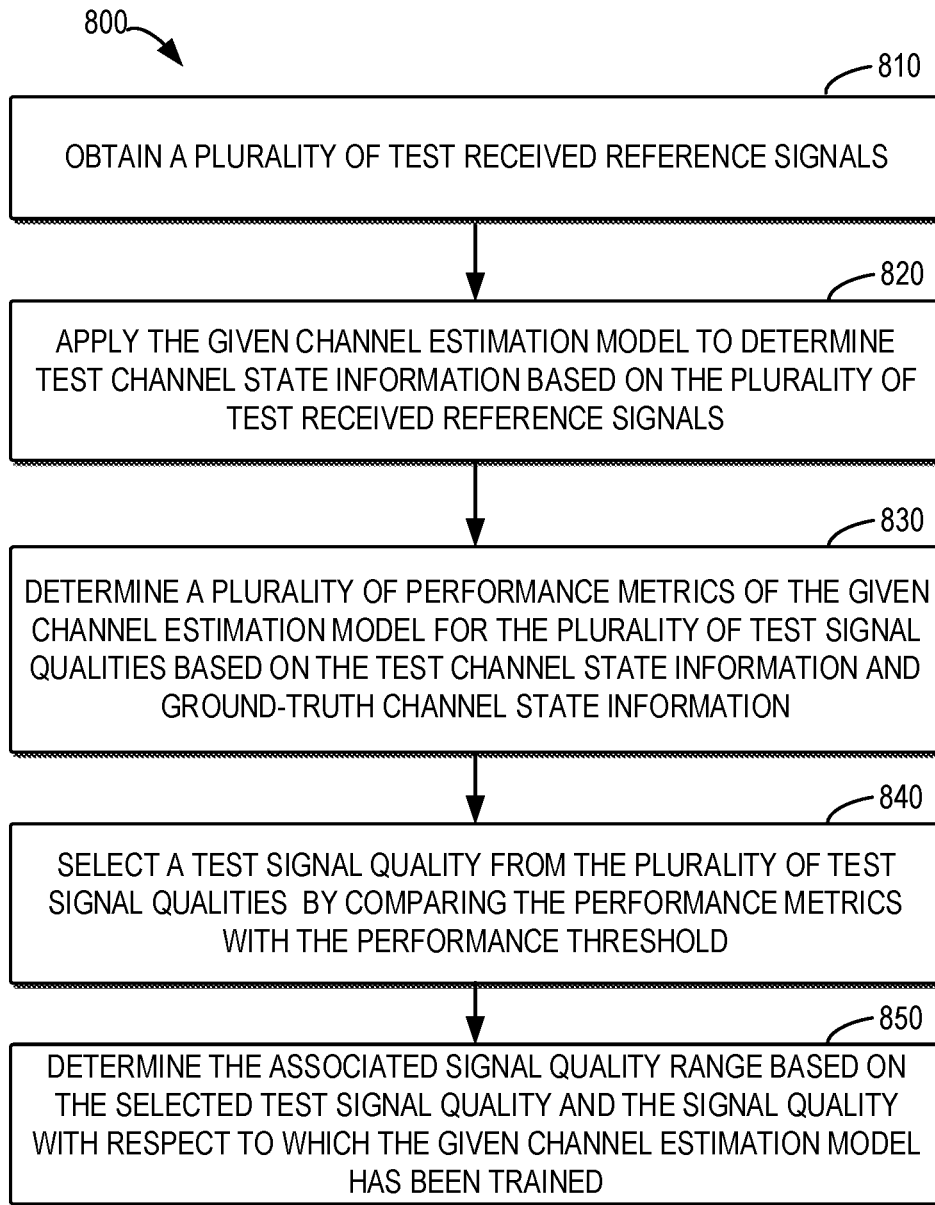 800
810
OBTAIN A PLURALITY OF TEST RECEIVED REFERENCE SIGNALS
820
APPLY THE GIVEN CHANNEL ESTIMATION MODEL TO DETERMINE
TEST CHANNEL STATE INFORMATION BASED ON THE PLURALITY OF
TEST RECEIVED REFERENCE SIGNALS
830
DETERMINE A PLURALITY OF PERFORMANCE METRICS OF THE GIVEN
CHANNEL ESTIMATION MODEL FOR THE PLURALITY OF TEST SIGNAL
QUALITIES BASED ON THE TEST CHANNEL STATE INFORMATION AND
GROUND-TRUTH CHANNEL STATE INFORMATION
840
SELECT A TEST SIGNAL QUALITY FROM THE PLURALITY OF TEST
SIGNAL QUALITIES BY COMPARING THE PERFORMANCE METRICS
WITH THE PERFORMANCE THRESHOLD
850
DETERMINE THE ASSOCIATED SIGNAL QUALITY RANGE BASED ON
THE SELECTED TEST SIGNAL QUALITY AND THE SIGNAL QUALITY
WITH RESPECT TO WHICH THE GIVEN CHANNEL ESTIMATION MODEL
HAS BEEN TRAINED